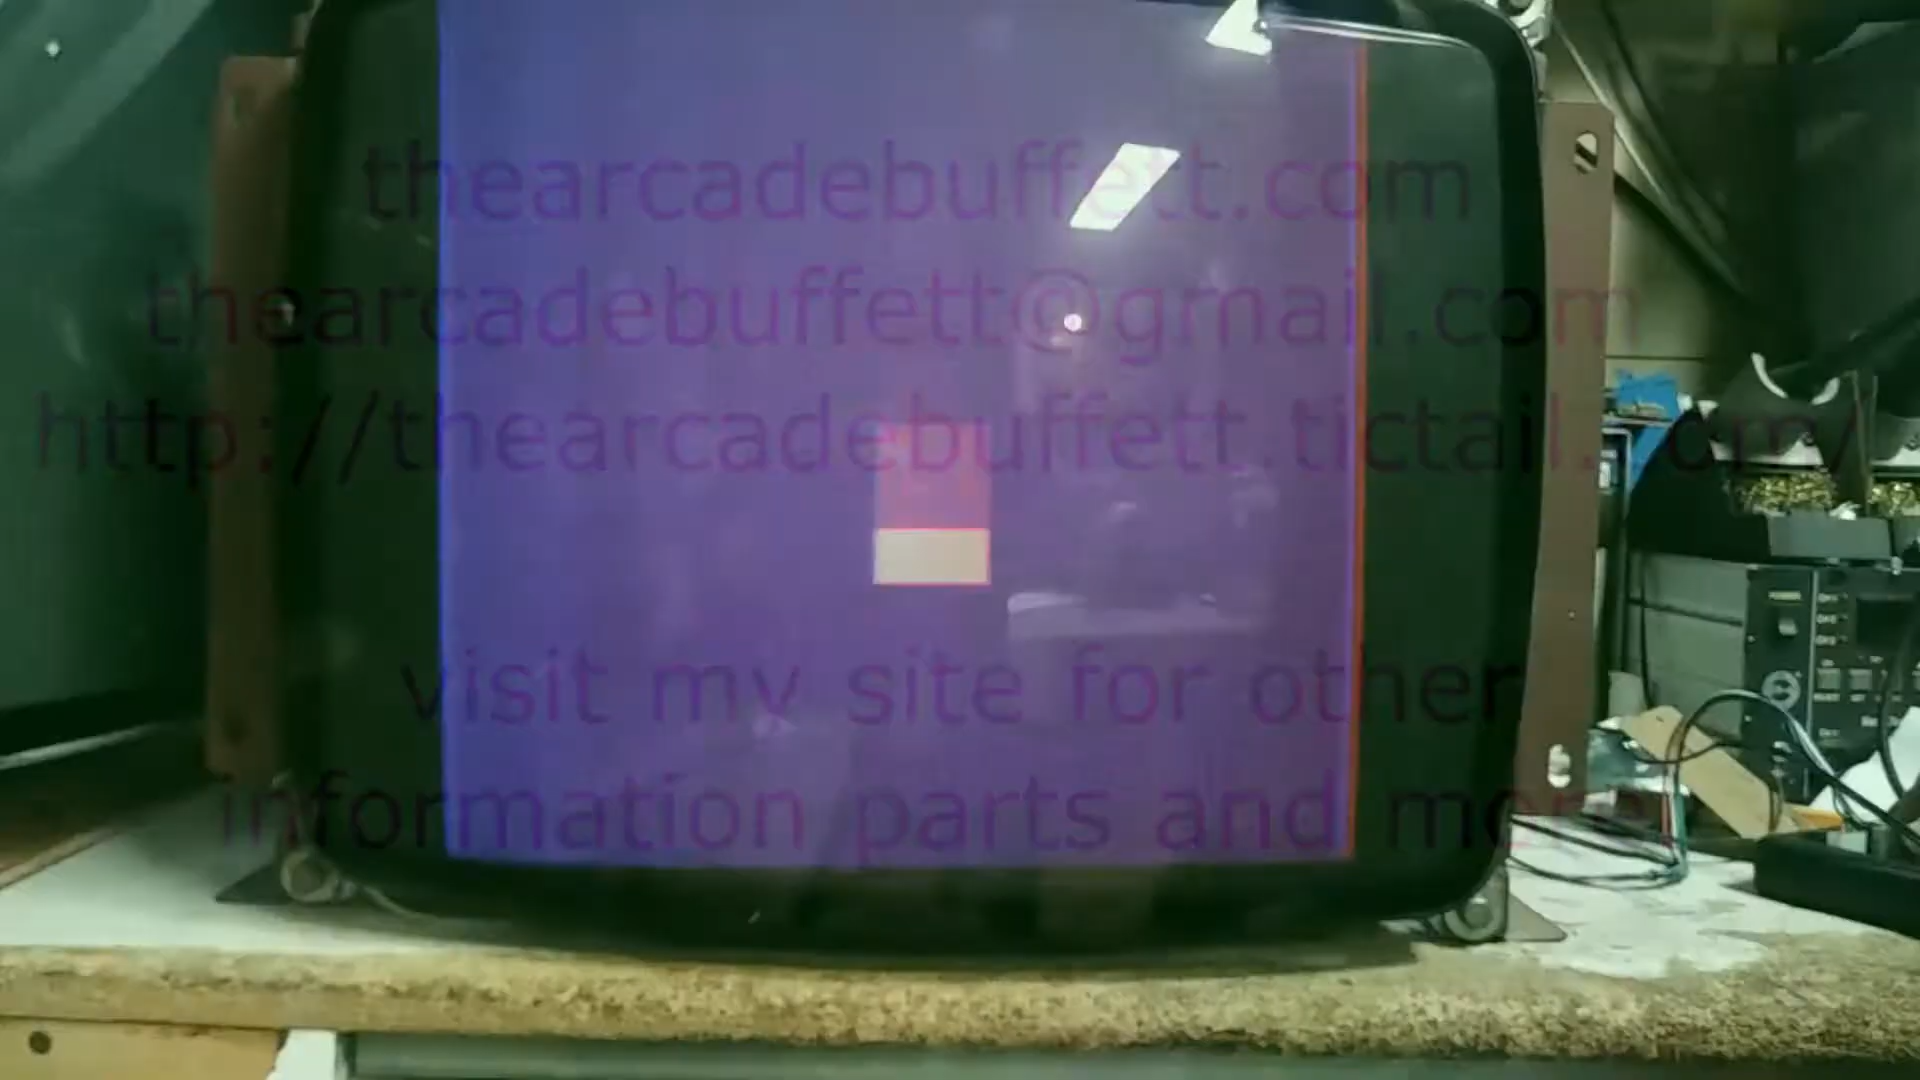 thearcadebuffett.com
thearcadebuffett@gmail.com
http://thearcadebuffett.tictail.com/
visit my site for other
information parts and more